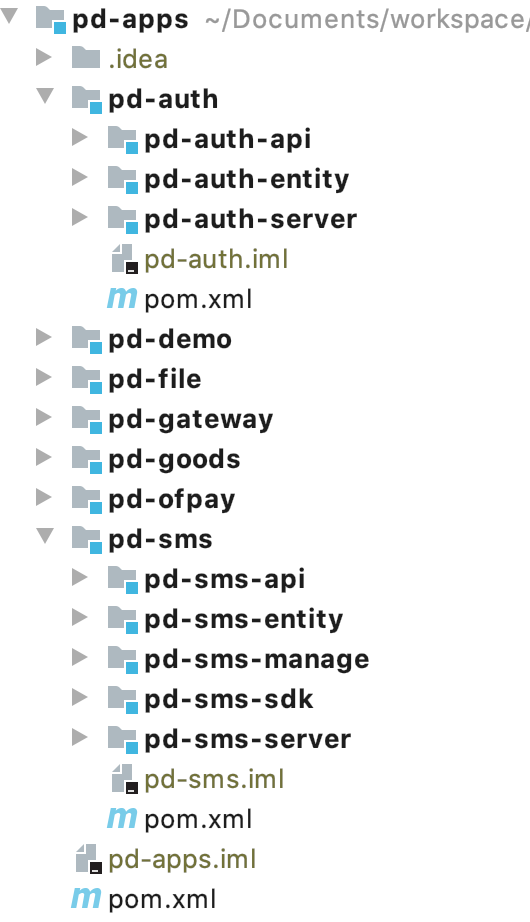 pd-apps ~/Documents/workspace/
.idea
pd-auth
pd-auth-api
pd-auth-entity
pd-auth-server
pd-auth.iml
pom.xml
pd-demo
pd-file
pd-gateway
pd-goods
pd-ofpay
pd-sms
pd-sms-api
pd-sms-entity
pd-sms-manage
pd-sms-sdk
pd-sms-server
pd-sms.iml
pom.xml
pd-apps.iml
pom.xml